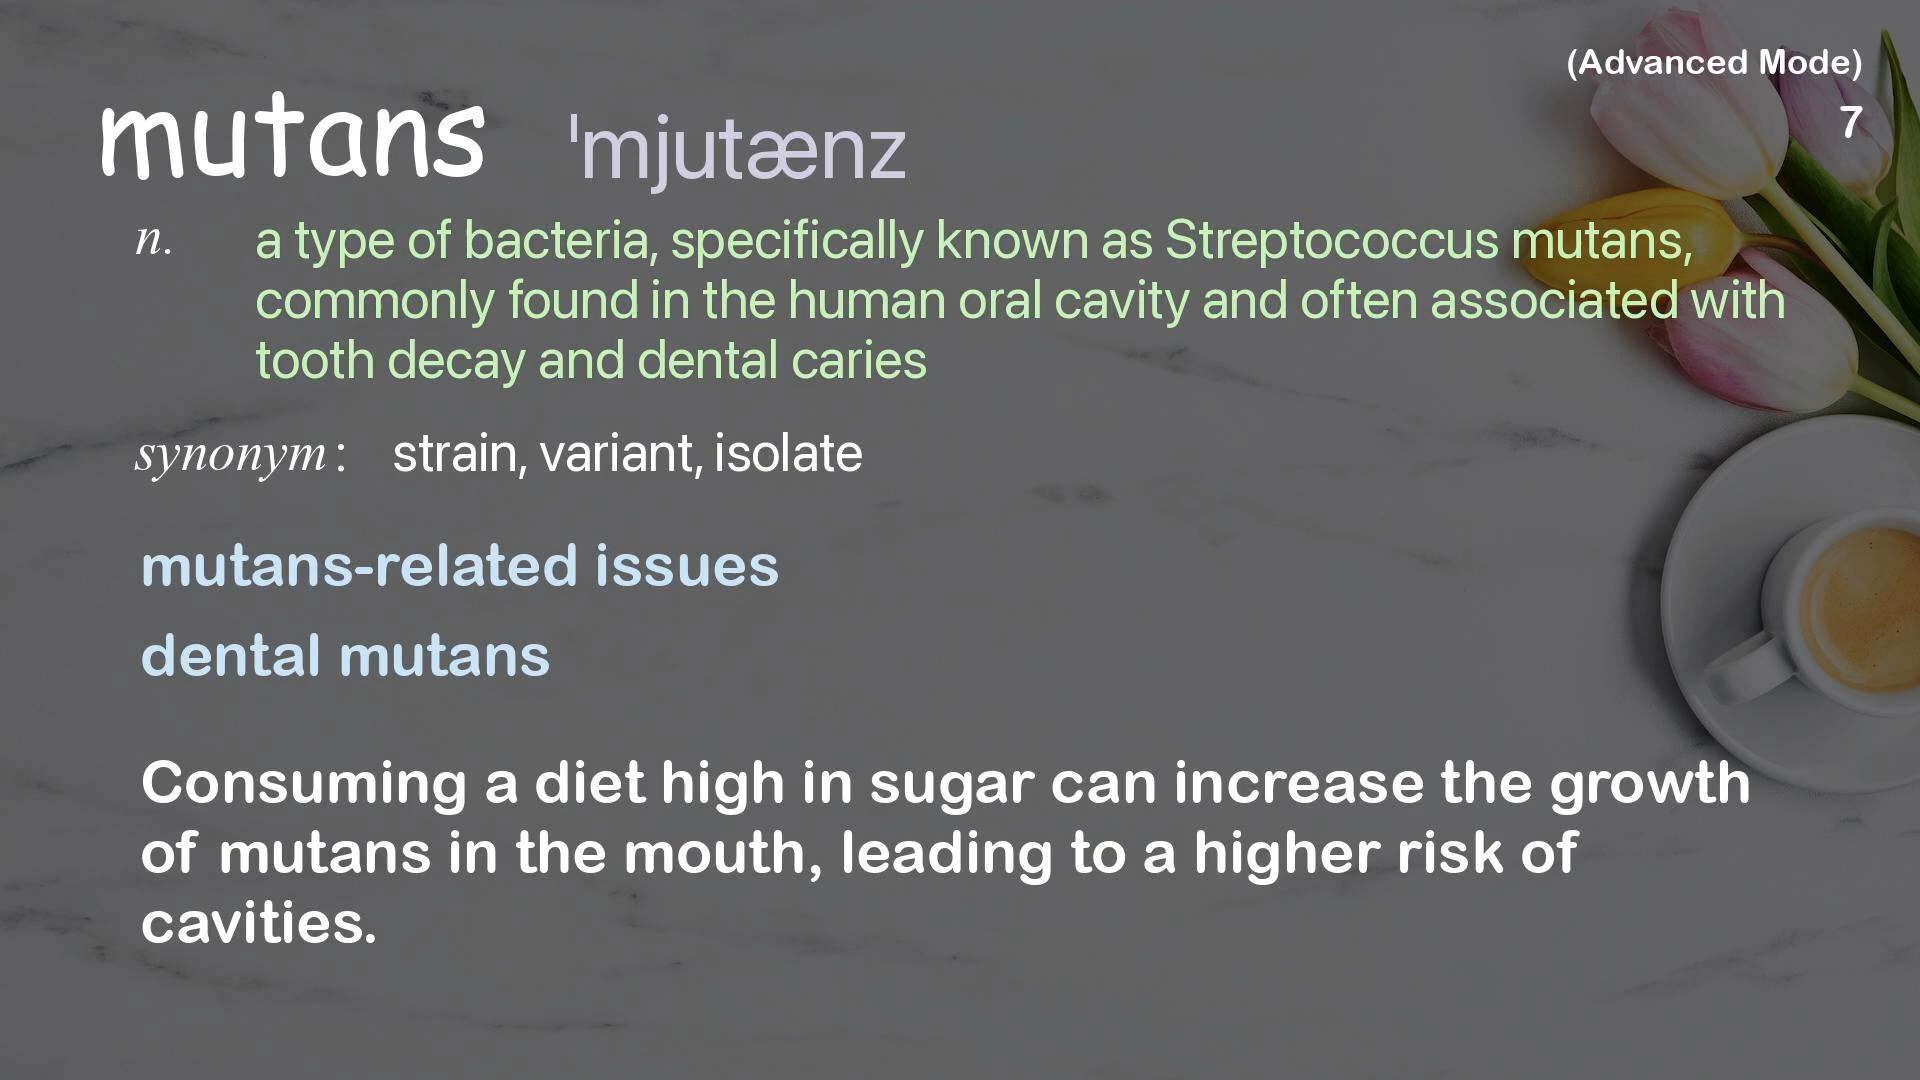 (Advanced Mode)
7
mutans ˈmjutænz
n. a type of bacteria, specifically known as Streptococcus mutans,
commonly found in the human oral cavity and often associated with
tooth decay and dental caries
synonym : strain, variant, isolate
mutans-related issues
dental mutans
Consuming a diet high in sugar can increase the growth
of mutans in the mouth, leading to a higher risk of
cavities.